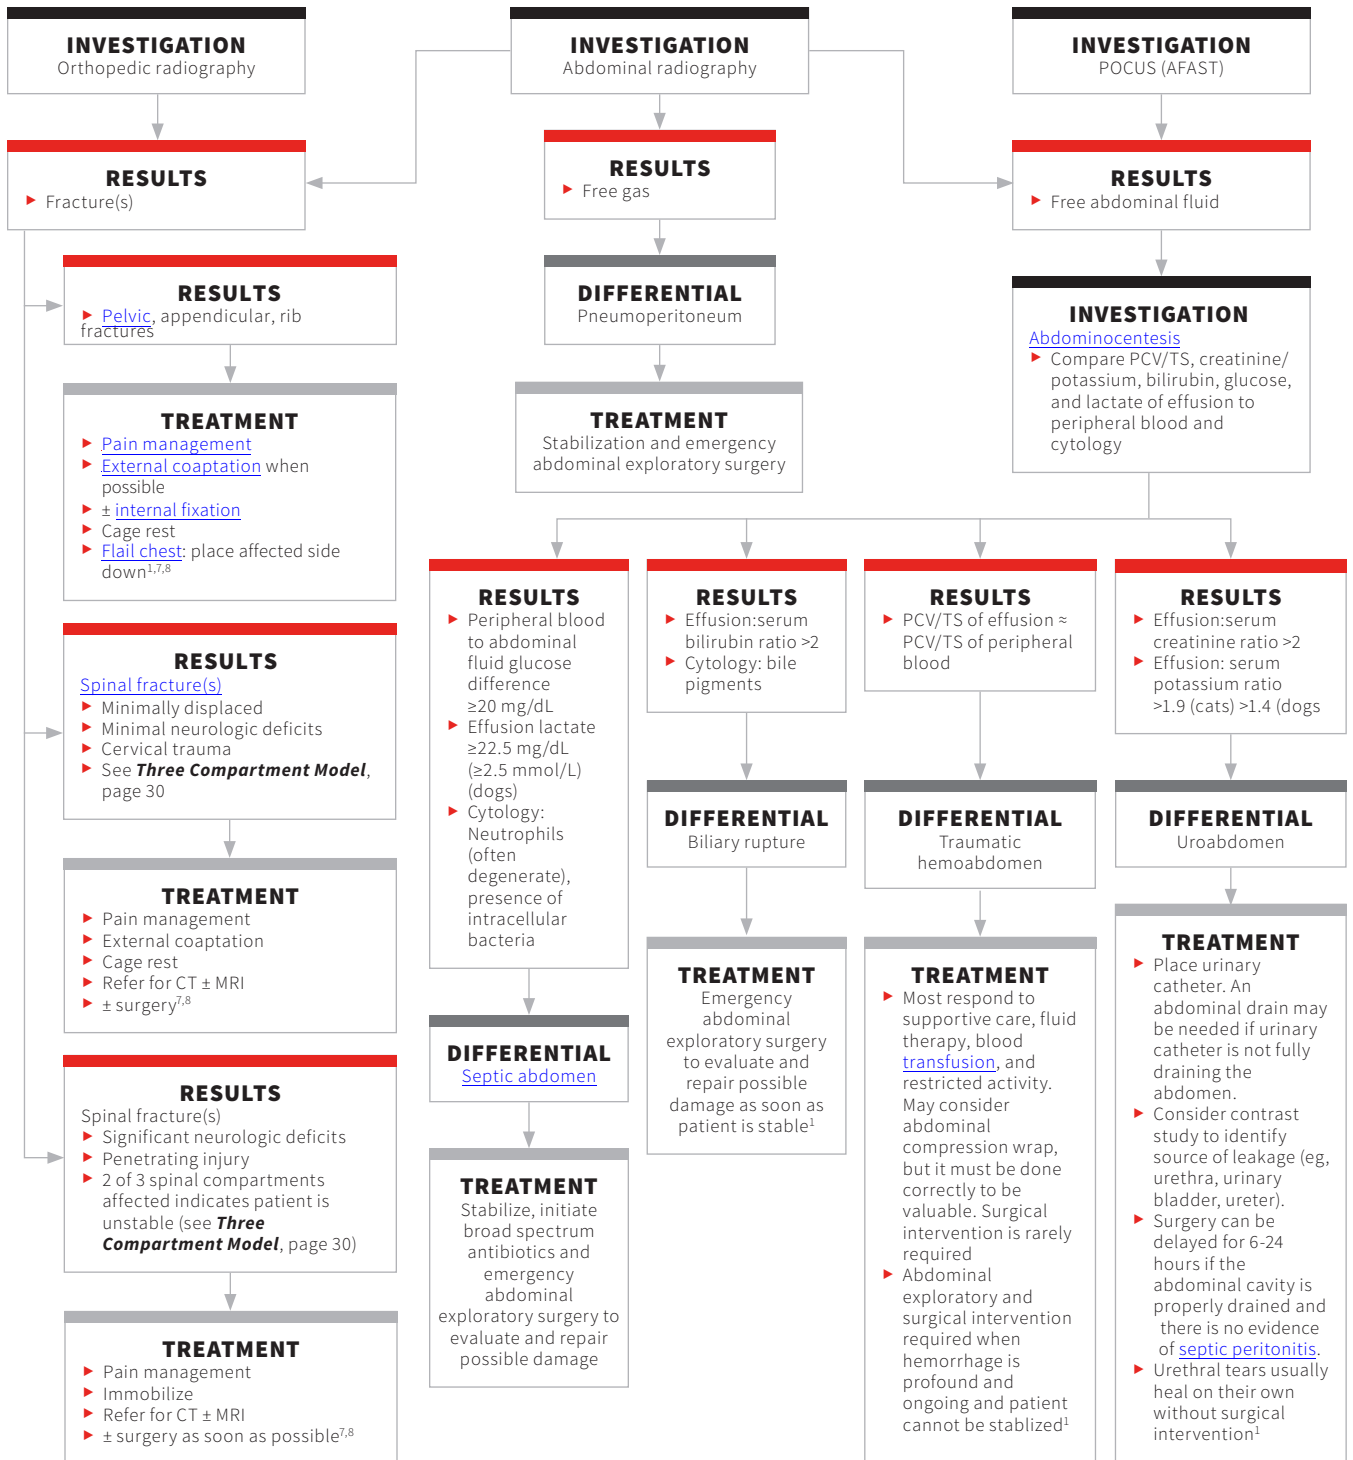 INVESTIGATION
Orthopedic radiography
INVESTIGATION
Abdominal radiography
INVESTIGATION
POCUS (AFAST)
RESULTS
Fracture(s)
RESULTS
Free gas
RESULTS
Free abdominal fluid
RESULTS
Pelvic, appendicular, rib
fractures
TREATMENT
Pain management
External coaptation when
possible
± internal fixation
Cage rest
Flail chest: place affected side
down1,7,8
RESULTS
Spinal fracture(s)
Minimally displaced
Minimal neurologic deficits
Cervical trauma
See Three Compartment Model,
page 30
TREATMENT
Pain management
External coaptation
Cage rest
Refer for CT ± MRI
± surgery7,8
RESULTS
Spinal fracture(s)
Significant neurologic deficits
Penetrating injury
2 of 3 spinal compartments
affected indicates patient is
unstable (see Three
Compartment Model, page 30)
TREATMENT
Pain management
Immobilize
Refer for CT ± MRI
± surgery as soon as possible7,8
DIFFERENTIAL
Pneumoperitoneum
TREATMENT
Stabilization and emergency
abdominal exploratory surgery
INVESTIGATION
Abdominocentesis
Compare PCV/TS, creatinine/
potassium, bilirubin, glucose,
and lactate of effusion to
peripheral blood and
cytology
RESULTS
Peripheral blood
to abdominal
fluid glucose
difference
≥20 mg/dL
Effusion lactate
≥22.5 mg/dL
(≥2.5 mmol/L)
(dogs)
Cytology:
Neutrophils
(often
degenerate),
presence of
intracellular
bacteria
DIFFERENTIAL
Septic abdomen
TREATMENT
Stabilize, initiate
broad spectrum
antibiotics and
emergency
abdominal
exploratory surgery to
evaluate and repair
possible damage
RESULTS
Effusion:serum
bilirubin ratio >2
Cytology: bile
pigments
DIFFERENTIAL
Biliary rupture
TREATMENT
Emergency
abdominal
exploratory surgery
to evaluate and
repair possible
damage as soon as
patient is stable1
RESULTS
PCV/TS of effusion ≈
PCV/TS of peripheral
blood
DIFFERENTIAL
Traumatic
hemoabdomen
TREATMENT
Most respond to
supportive care, fluid
therapy, blood
transfusion, and
restricted activity.
May consider
abdominal
compression wrap,
but it must be done
correctly to be
valuable. Surgical
intervention is rarely
required
Abdominal
exploratory and
surgical intervention
required when
hemorrhage is
profound and
ongoing and patient
cannot be stablized1
RESULTS
Effusion:serum
creatinine ratio >2
Effusion: serum
potassium ratio
>1.9 (cats) >1.4 (dogs
DIFFERENTIAL
Uroabdomen
TREATMENT
Place urinary
catheter. An
abdominal drain may
be needed if urinary
catheter is not fully
draining the
abdomen.
Consider contrast
study to identify
source of leakage (eg,
urethra, urinary
bladder, ureter).
Surgery can be
delayed for 6-24
hours if the
abdominal cavity is
properly drained and
there is no evidence
of septic peritonitis.
Urethral tears usually
heal on their own
without surgical
intervention1